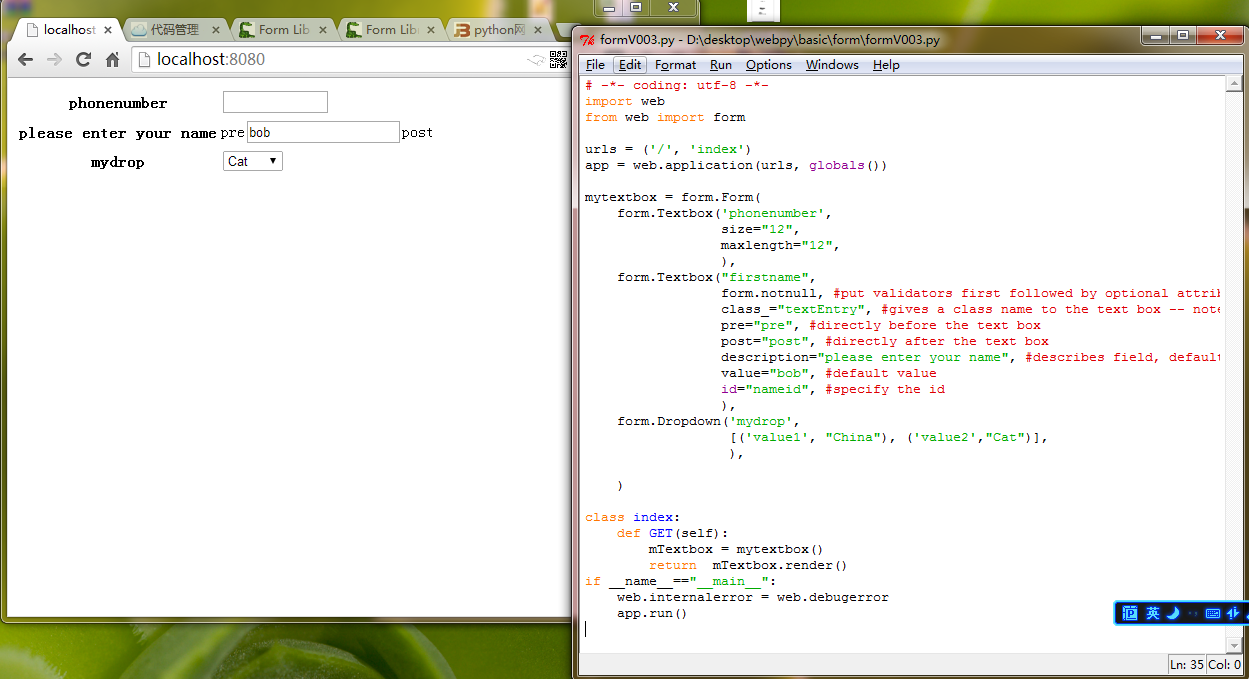 localhost
代码管理
Form Lib
Form Lib
python网
localhost:8080
phonenumber
please enter your name pre bob post
mydrop Cat
formV003.py - D:\desktop\webpy\basic\form\formV003.py
File Edit Format Run Options Windows Help
# -*- coding: utf-8 -*-
import web
from web import form
urls = ('/', 'index')
app = web.application(urls, globals())
mytextbox = form.Form(
form.Textbox('phonenumber',
size="12",
maxlength="12",
),
form.Textbox("firstname",
form.notnull, #put validators first followed by optional attrib
class_="textEntry", #gives a class name to the text box -- note
pre="pre", #directly before the text box
post="post", #directly after the text box
description="please enter your name", #describes field, default
value="bob", #default value
id="nameid", #specify the id
),
form.Dropdown('mydrop',
[('value1', "China"), ('value2',"Cat")],
),
)
class index:
def GET(self):
mTextbox = mytextbox()
return  mTextbox.render()
if __name__=="__main__":
web.internalerror = web.debugerror
app.run()
英
Ln: 35 Col: 0